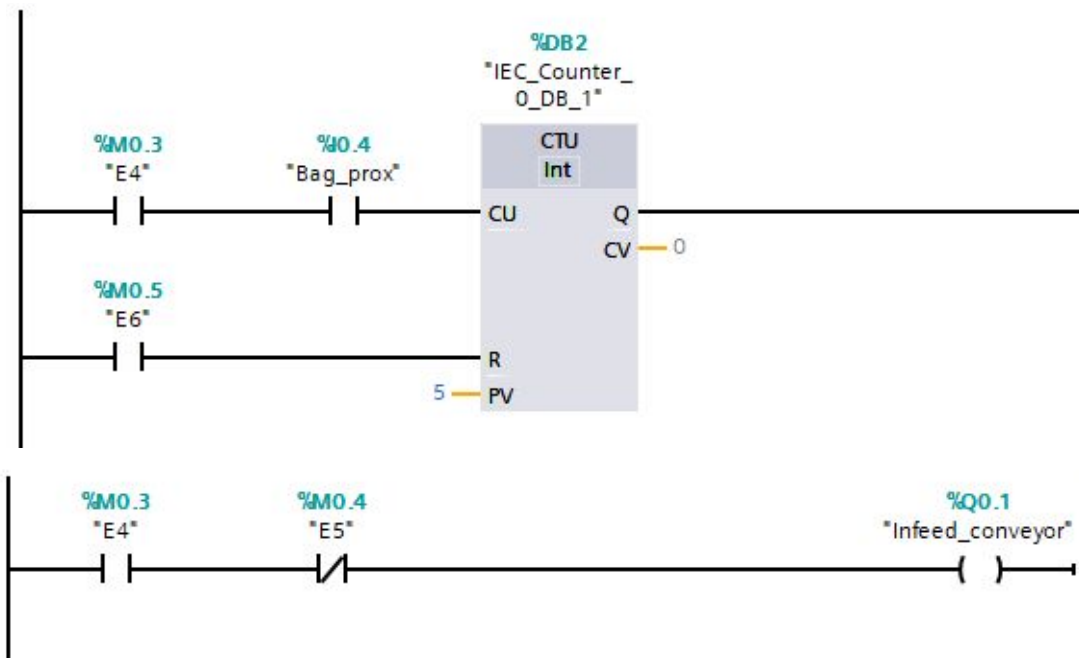 %DB2
"IEC_Counter_
0_DB_1"
%M0.3
"E4"
%I0.4
"Bag_prox"
CTU
Int
CU
Q
CV
0
%M0.5
"E6"
R
5
PV
%M0.3
"E4"
%M0.4
"E5"
%Q0.1
"Infeed_conveyor"